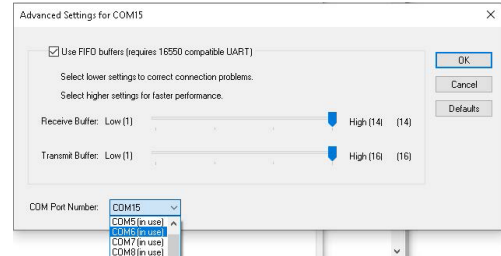 Advanced Settings for COM15
Use FIFO buffers (requires 16550 compatible UART)
OK
Select lower settings to correct connection problems.
Cancel
Select higher settings for faster performance.
Defaults
Receive Buffer: Low (1) High (14) (14)
Transmit Buffer: Low (1) High (16) (16)
COM Port Number: COM15
COM5 (in use)
COM6 (in use)
COM7 (in use)
COM8 (in use)